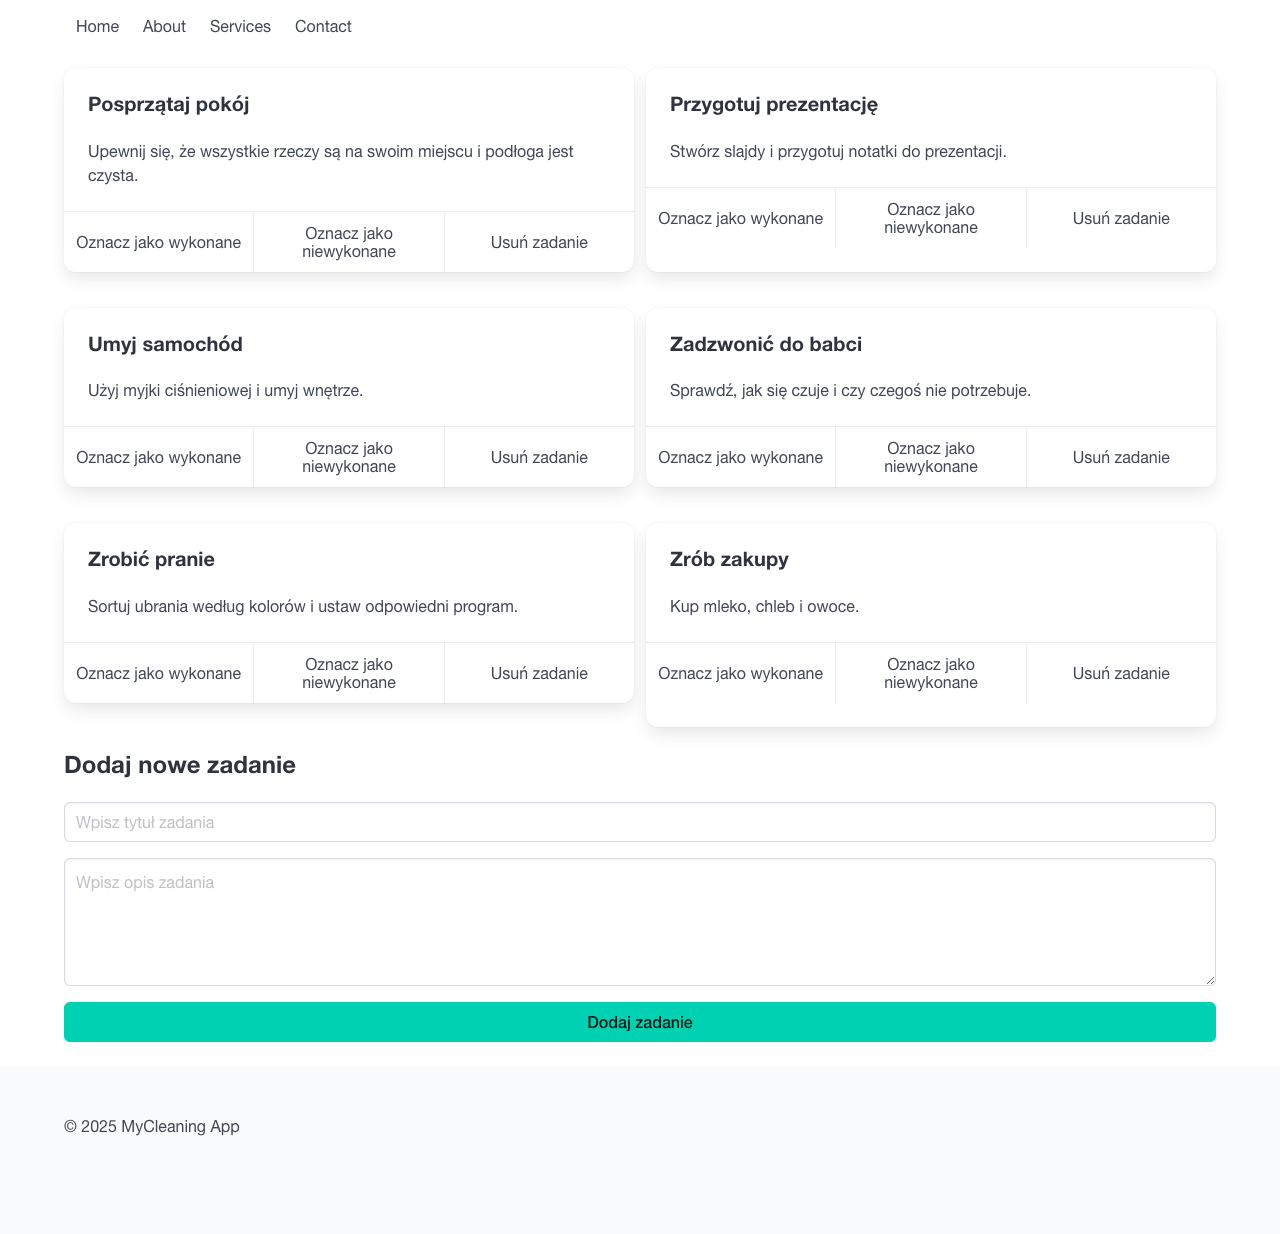 Home About Services Contact
Posprzątaj pokój
Upewnij się, że wszystkie rzeczy są na swoim miejscu i podłoga jest
czysta.
Oznacz jako wykonane
Oznacz jako
niewykonane
Usuń zadanie
Przygotuj prezentację
Stwórz slajdy i przygotuj notatki do prezentacji.
Oznacz jako wykonane
Oznacz jako
niewykonane
Usuń zadanie
Umyj samochód
Użyj myjki ciśnieniowej i umyj wnętrze.
Oznacz jako wykonane
Oznacz jako
niewykonane
Usuń zadanie
Zadzwonić do babci
Sprawdź, jak się czuje i czy czegoś nie potrzebuje.
Oznacz jako wykonane
Oznacz jako
niewykonane
Usuń zadanie
Zrobić pranie
Sortuj ubrania według kolorów i ustaw odpowiedni program.
Oznacz jako wykonane
Oznacz jako
niewykonane
Usuń zadanie
Zrób zakupy
Kup mleko, chleb i owoce.
Oznacz jako wykonane
Oznacz jako
niewykonane
Usuń zadanie
Dodaj nowe zadanie
Wpisz tytuł zadania
Wpisz opis zadania
Dodaj zadanie
© 2025 MyCleaning App